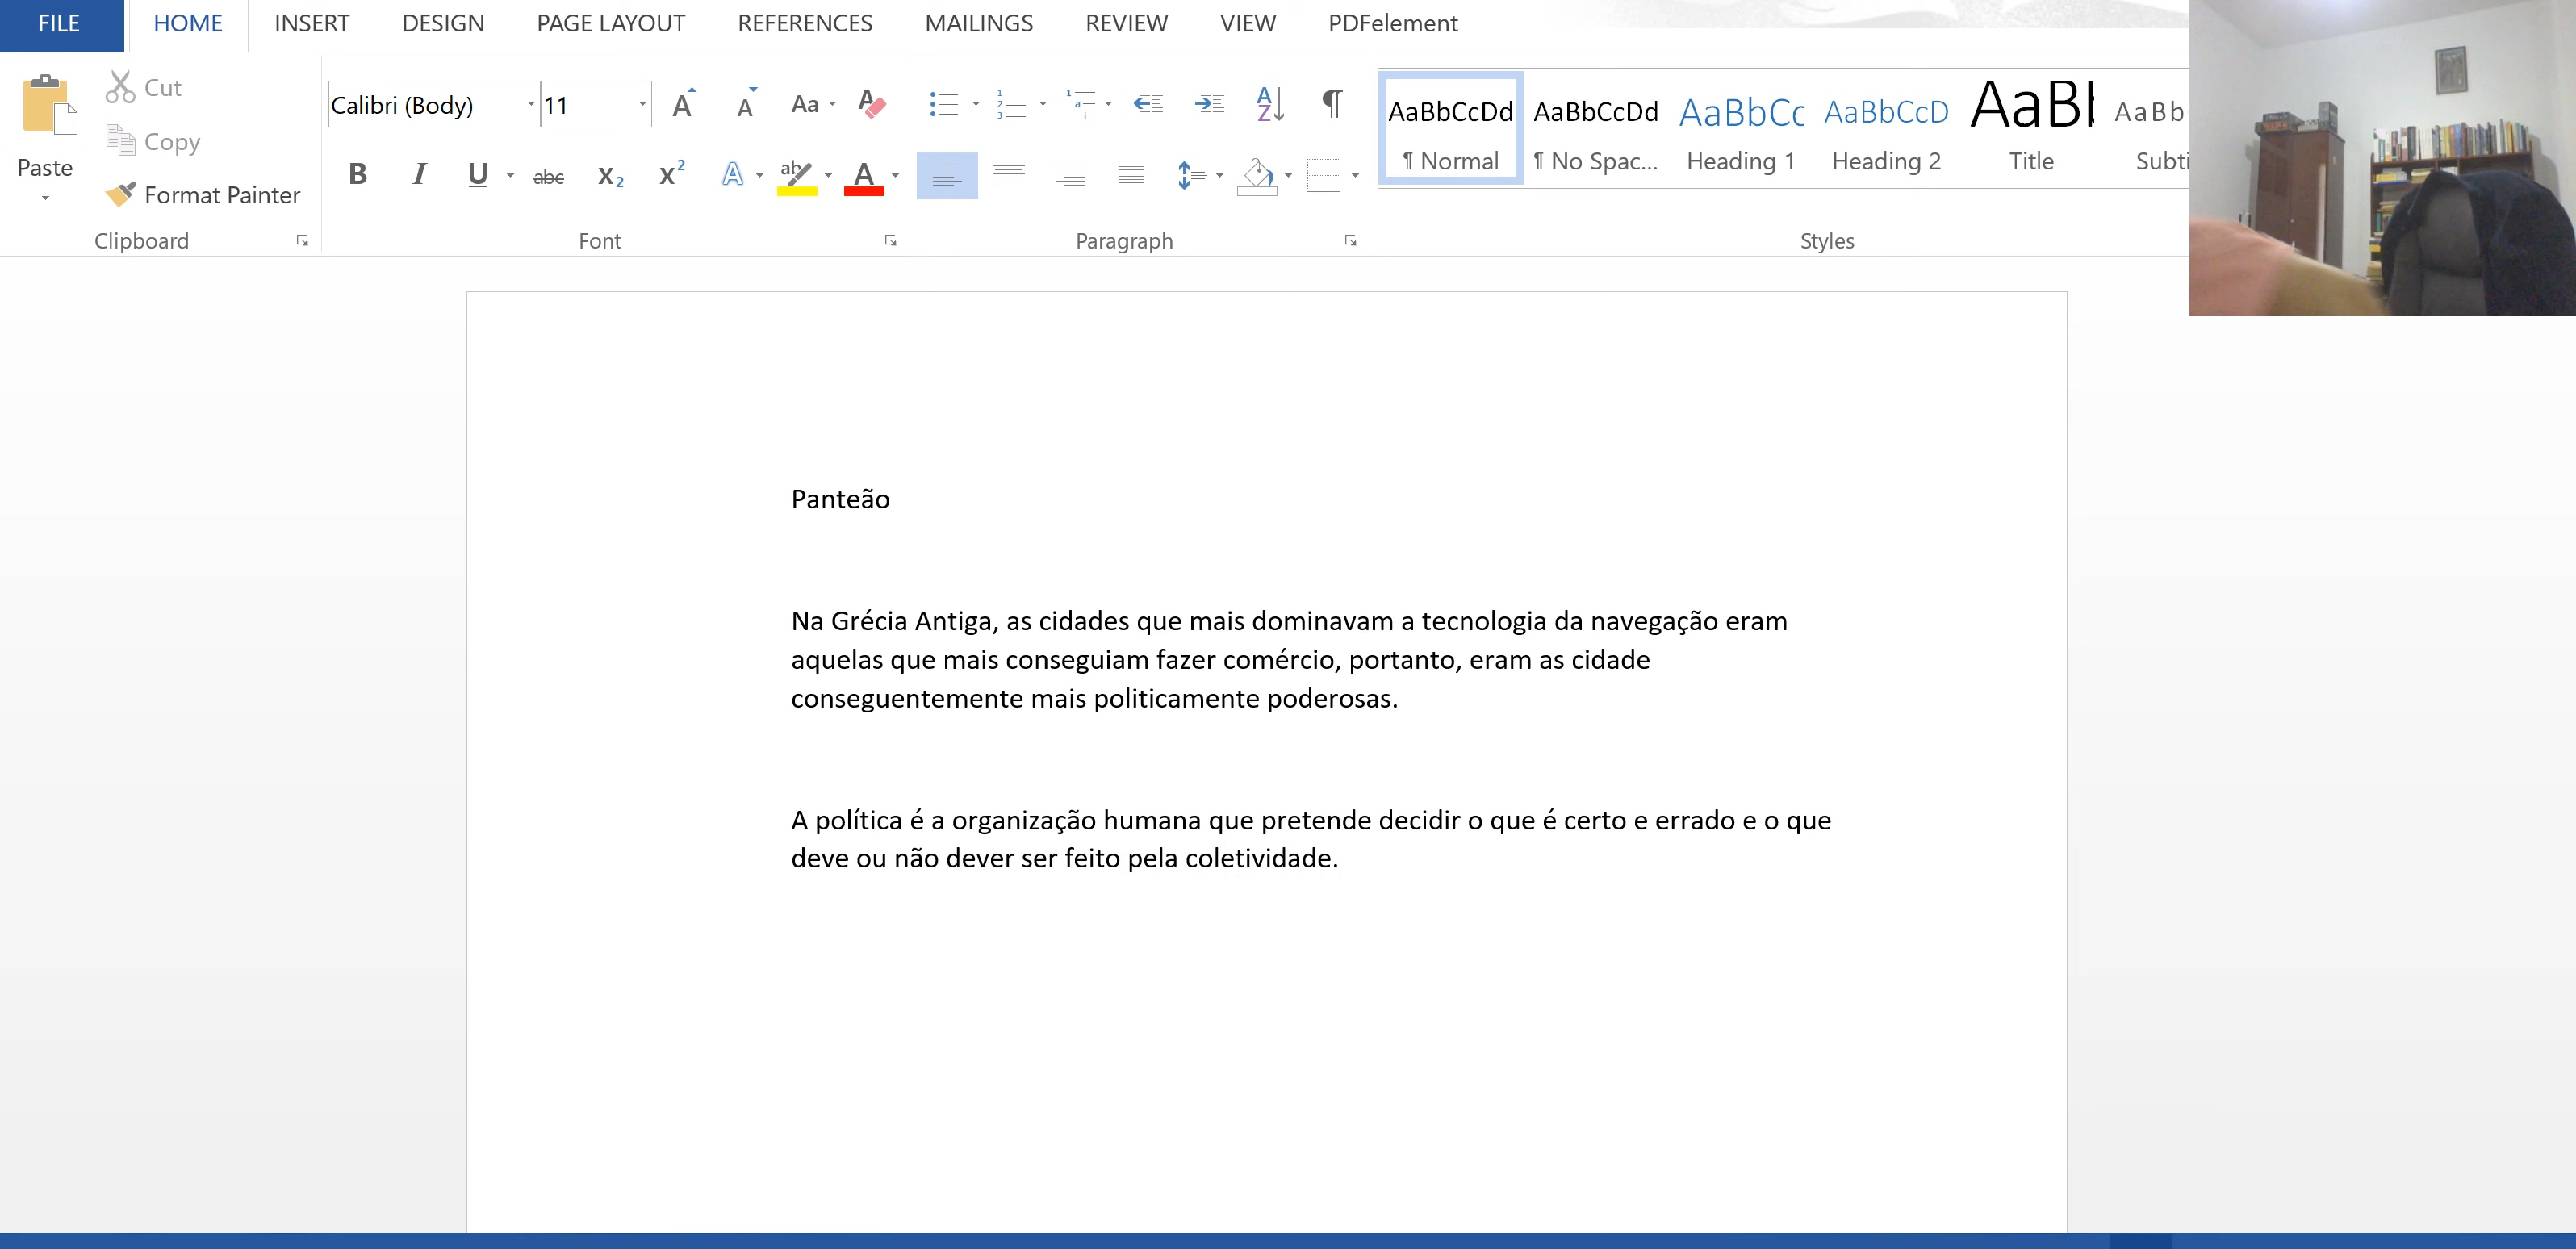 FILE HOME INSERT DESIGN PAGE LAYOUT REFERENCES MAILINGS REVIEW VIEW PDFelement
Cut
Copy
Paste
Format Painter
Clipboard
Calibri (Body) 11
Aa
B I U abc X2 X2 A ab A
Font
Paragraph
AaBbCcDd AaBbCcDd AaBbCc AaBbCcD AaBl AaBb
¶ Normal ¶ No Spac... Heading 1 Heading 2 Title Subti
Styles
Panteão
Na Grécia Antiga, as cidades que mais dominavam a tecnologia da navegação eram
aquelas que mais conseguiam fazer comércio, portanto, eram as cidade
conseguentemente mais politicamente poderosas.
A política é a organização humana que pretende decidir o que é certo e errado e o que
deve ou não dever ser feito pela coletividade.